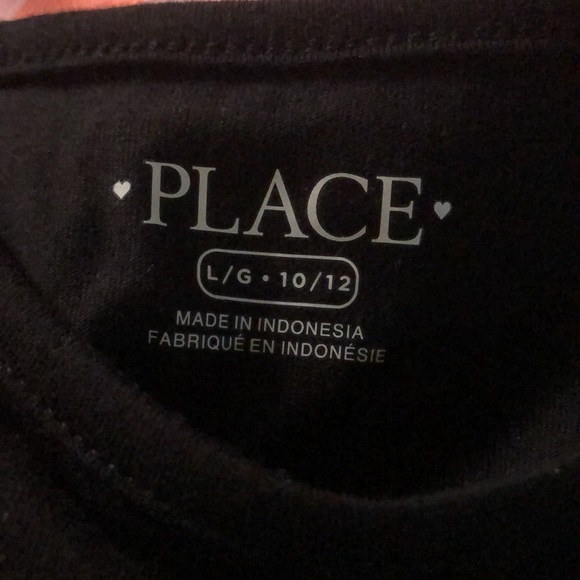 ♥PLACE♥
L/G • 10/12
MADE IN INDONESIA
FABRIQUÉ EN INDONÉSIE